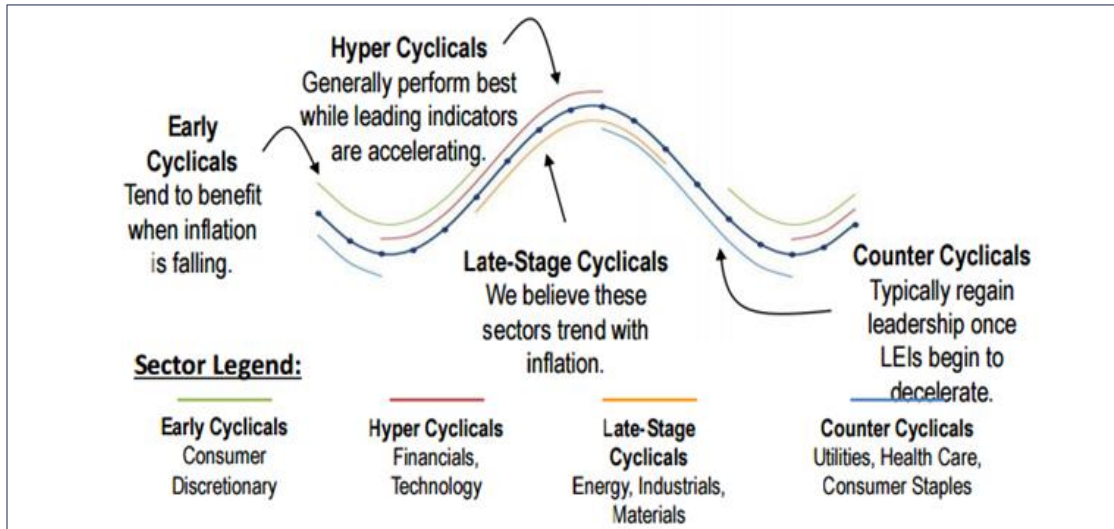 Hyper Cyclicals
Generally perform best
while leading indicators
are accelerating.
Early
Cyclicals
Tend to benefit
when inflation
is falling.
Late-Stage Cyclicals
We believe these
sectors trend with
inflation.
Counter Cyclicals
Typically regain
leadership once
LEIs begin to
decelerate.
Sector Legend:
Early Cyclicals
Consumer
Discretionary
Hyper Cyclicals
Financials,
Technology
Late-Stage
Cyclicals
Energy, Industrials,
Materials
Counter Cyclicals
Utilities, Health Care,
Consumer Staples